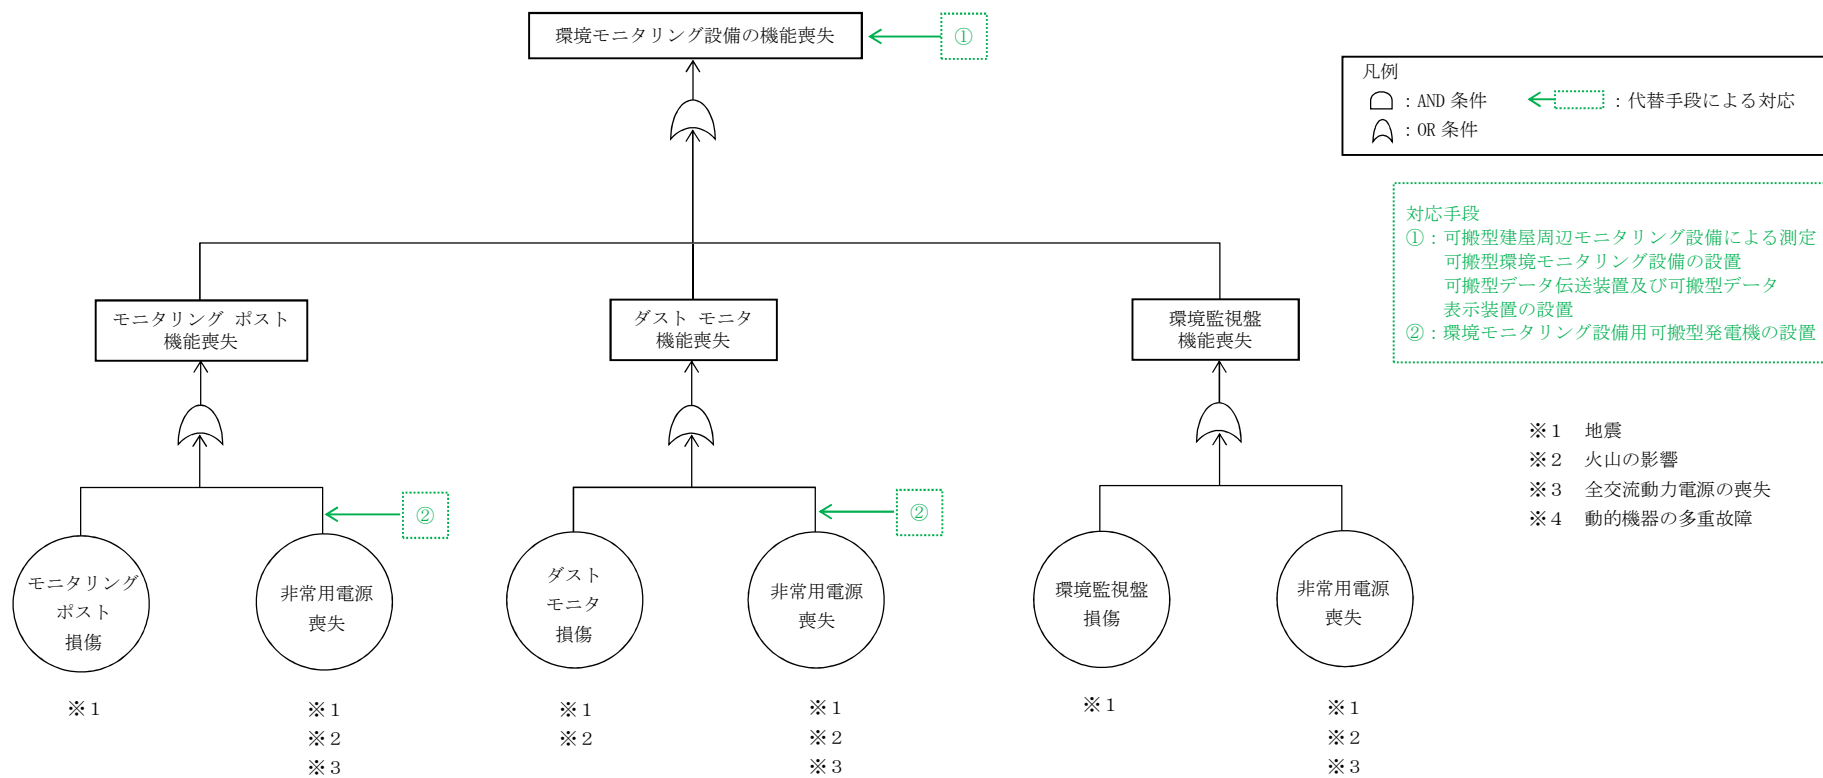 環境モニタリング設備の機能喪失
①
凡例
：AND 条件
：代替手段による対応
：OR 条件
対応手段
①：可搬型建屋周辺モニタリング設備による測定
可搬型環境モニタリング設備の設置
可搬型データ伝送装置及び可搬型データ
表示装置の設置
②：環境モニタリング設備用可搬型発電機の設置
モニタリング ポスト
機能喪失
ダスト モニタ
機能喪失
環境監視盤
機能喪失
※１ 地震
※２ 火山の影響
※３ 全交流動力電源の喪失
※４ 動的機器の多重故障
②
②
モニタリング
ポスト
損傷
非常用電源
喪失
ダスト
モニタ
損傷
非常用電源
喪失
環境監視盤
損傷
非常用電源
喪失
※１
※１
※２
※３
※１
※２
※１
※２
※３
※１
※１
※２
※３